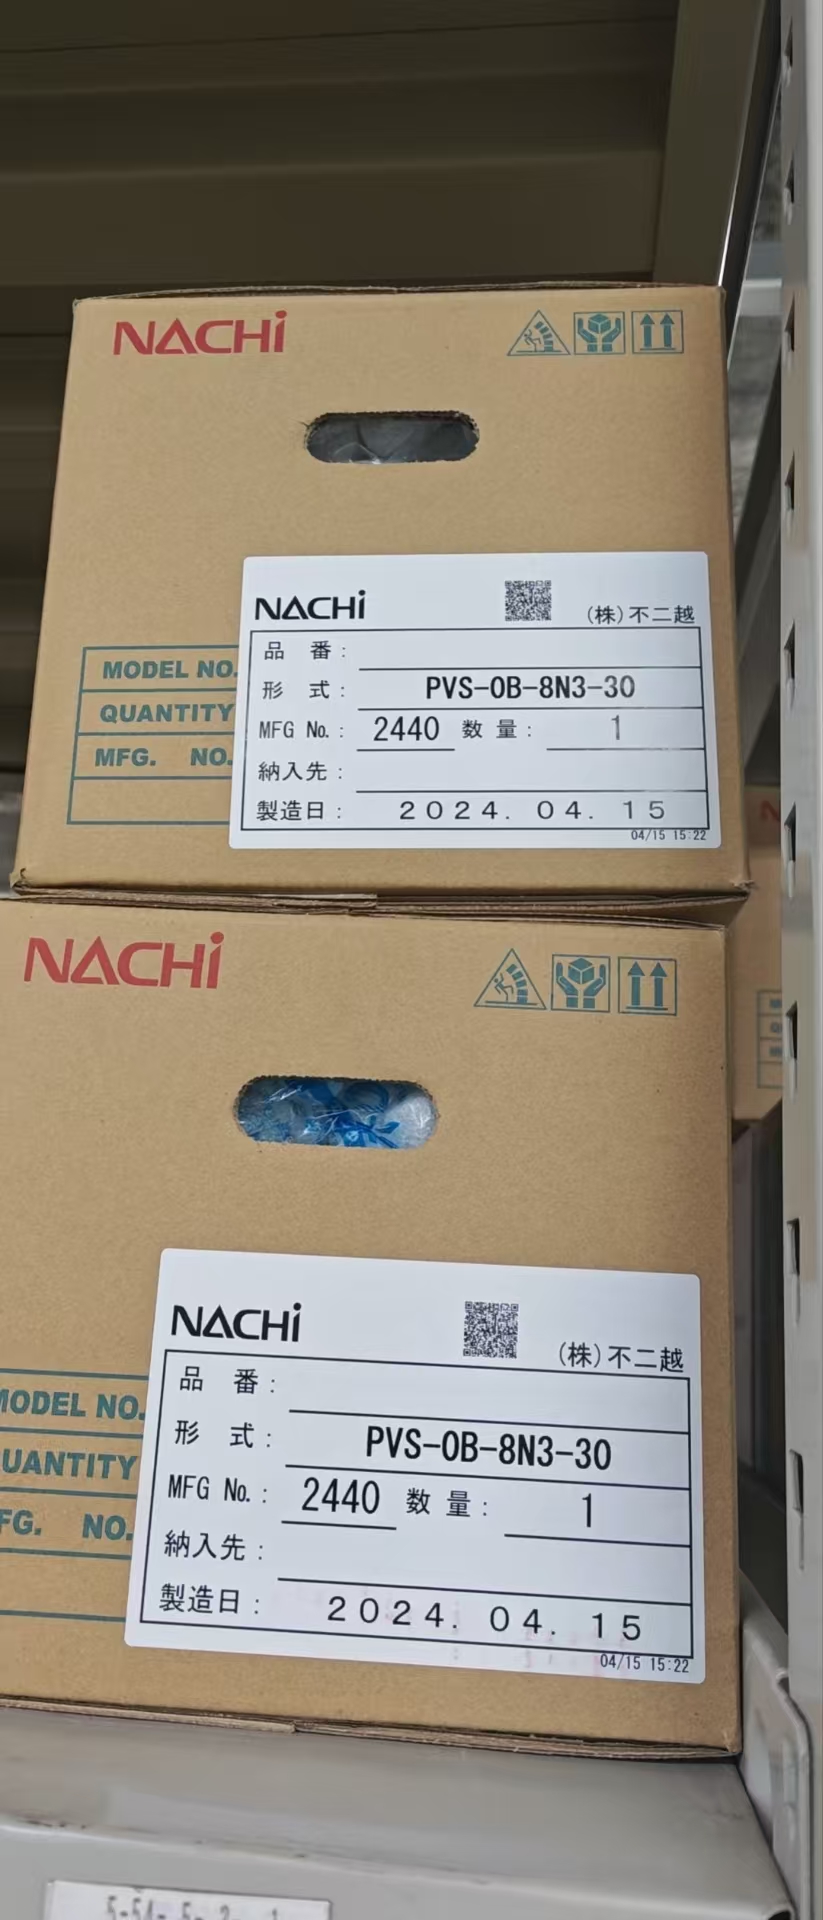 NACHi
NACHi
(株)不二越
品 番:
形 式: PVS-0B-8N3-30
MFG No.: 2440 数 量: 1
納入先:
製造日: 2024. 04. 15
04/15 15:22
MODEL NO.
QUANTITY
MFG. NO.
NACHi
NACHi
(株)不二越
品 番:
形 式: PVS-0B-8N3-30
MFG No.: 2440 数 量: 1
納入先:
製造日: 2024. 04. 15
04/15 15:22
MODEL NO.
UANTITY
FG. NO.